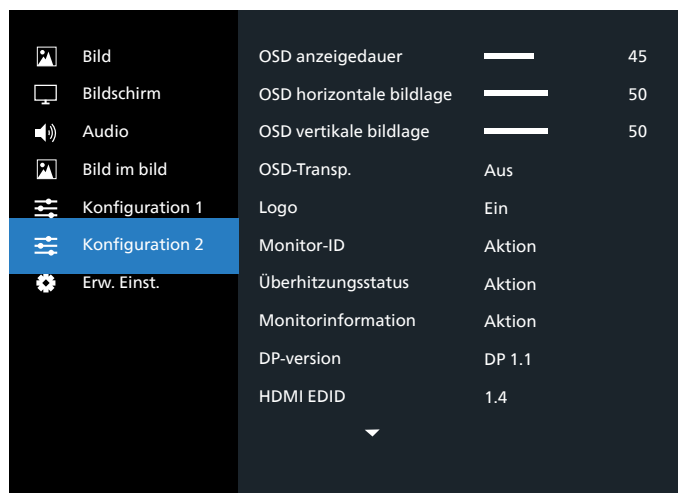 Bild
Bildschirm
Audio
Bild im bild
Konfiguration 1
Konfiguration 2
Erw. Einst.
OSD anzeigedauer 45
OSD horizontale bildlage 50
OSD vertikale bildlage 50
OSD-Transp. Aus
Logo Ein
Monitor-ID Aktion
Überhitzungsstatus Aktion
Monitorinformation Aktion
DP-version DP 1.1
HDMI EDID 1.4